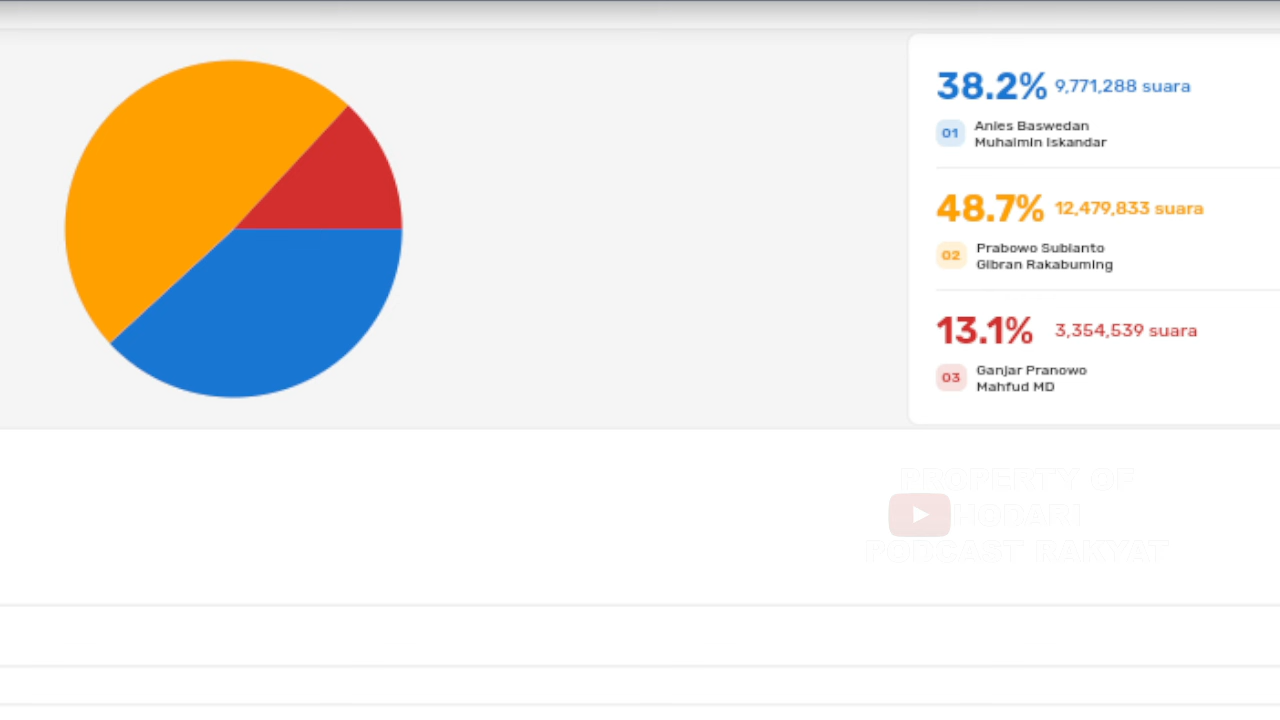 38.2% 9,771,288 suara
01 Anies Baswedan
Muhaimin Iskandar
48.7% 12,479,833 suara
02 Prabowo Subianto
Gibran Rakabuming
13.1% 3,354,539 suara
03 Ganjar Pranowo
Mahfud MD
PROPERTY OF
HODARI
PODCAST RAKYAT